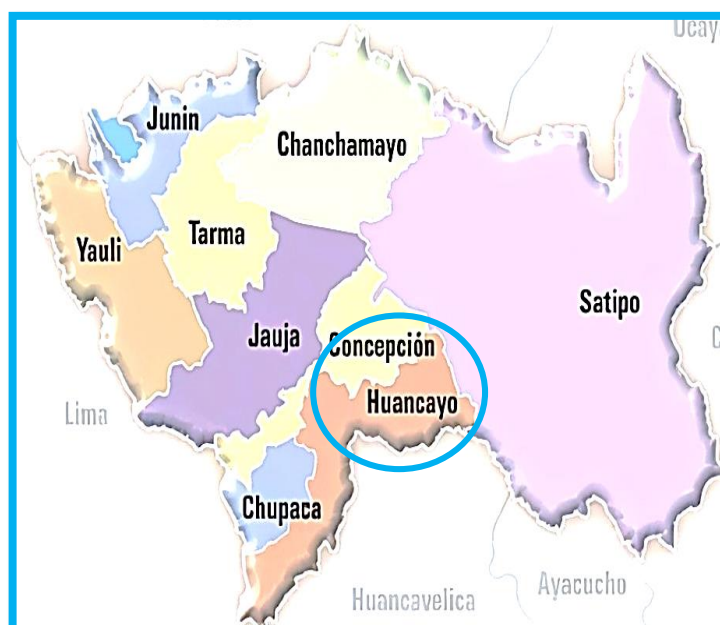 Junin
Chanchamayo
Tarma
Yauli
Satipo
Jauja
Concepción
Huancayo
Lima
Chupaca
Ayacucho
Huancavelica